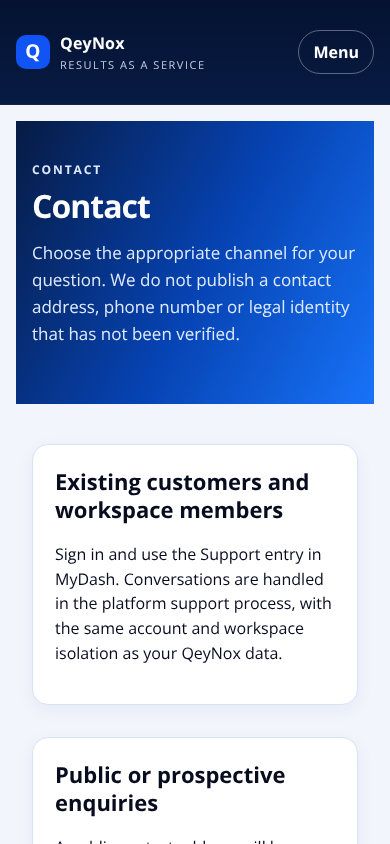 Q
QeyNox
RESULTS AS A SERVICE
Menu
CONTACT
Contact
Choose the appropriate channel for your
question. We do not publish a contact
address, phone number or legal identity
that has not been verified.
Existing customers and
workspace members
Sign in and use the Support entry in
MyDash. Conversations are handled
in the platform support process, with
the same account and workspace
isolation as your QeyNox data.
Public or prospective
enquiries